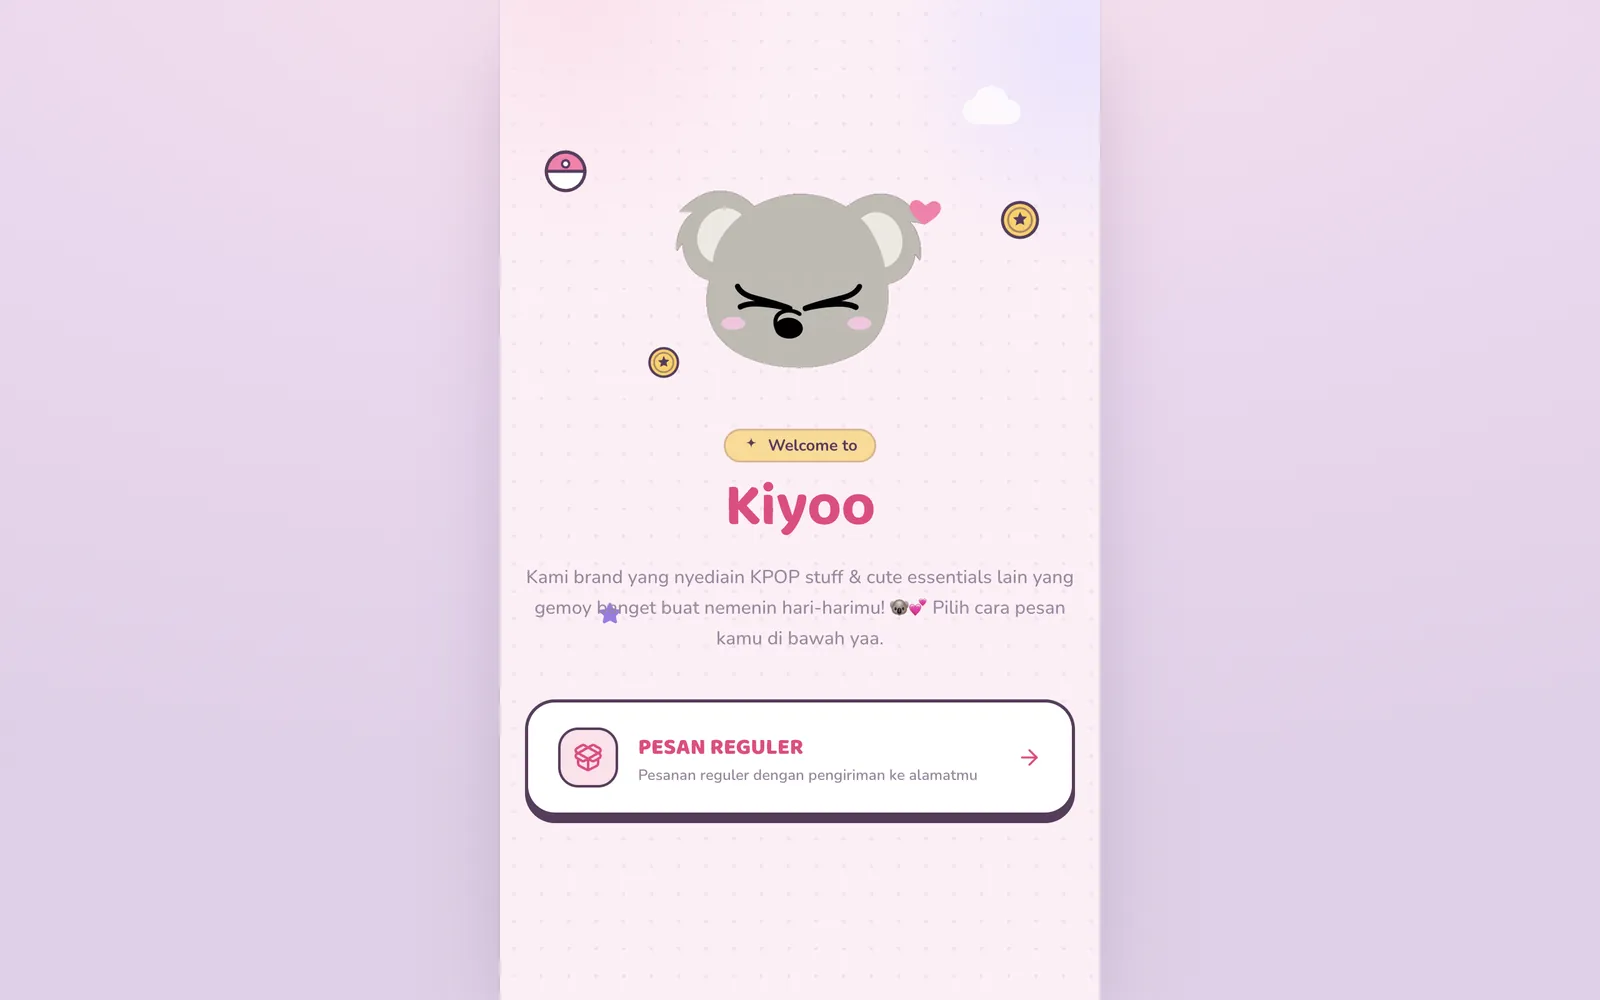 Welcome to
Kiyoo
Kami brand yang nyediain KPOP stuff & cute essentials lain yang
gemoy banget buat nemenin hari-harimu! 🐨💕 Pilih cara pesan
kamu di bawah yaa.
PESAN REGULER
Pesanan reguler dengan pengiriman ke alamatmu